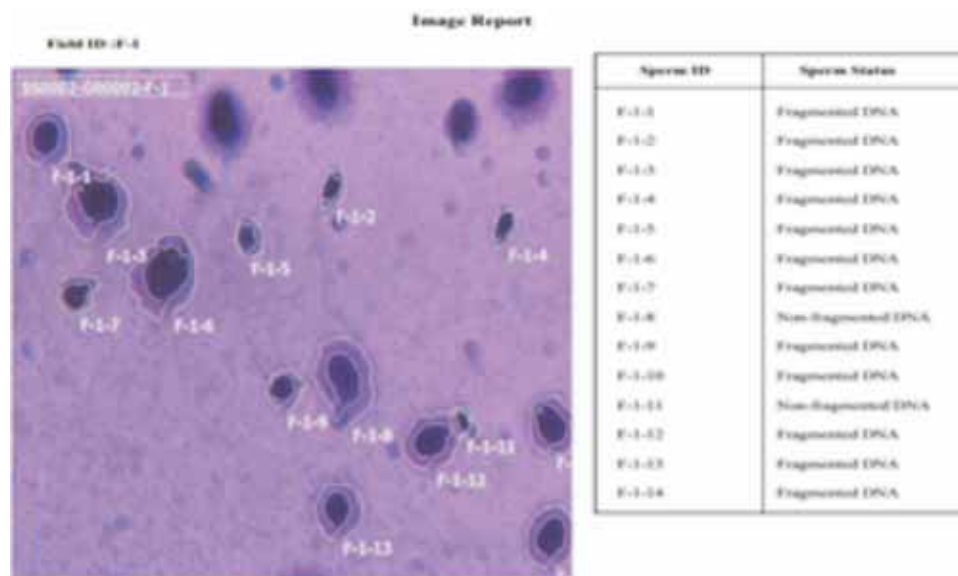 Image Report
Field ID :F-1
F-1-1
F-1-2
F-1-3
F-1-4
F-1-5
F-1-6
F-1-7
F-1-9
F-1-8
F-1-11
F-1-12
F-1-13
Sperm ID Sperm Status
F-1-1 Fragmented DNA
F-1-2 Fragmented DNA
F-1-3 Fragmented DNA
F-1-4 Fragmented DNA
F-1-5 Fragmented DNA
F-1-6 Fragmented DNA
F-1-7 Fragmented DNA
F-1-8 Non-fragmented DNA
F-1-9 Fragmented DNA
F-1-10 Fragmented DNA
F-1-11 Non-fragmented DNA
F-1-12 Fragmented DNA
F-1-13 Fragmented DNA
F-1-14 Fragmented DNA